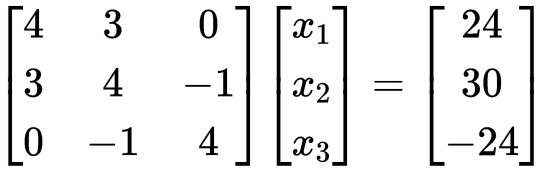 [4 3 0] [x₁] [24]
[3 4 −1] [x₂] = [30]
[0 −1 4] [x₃] [−24]